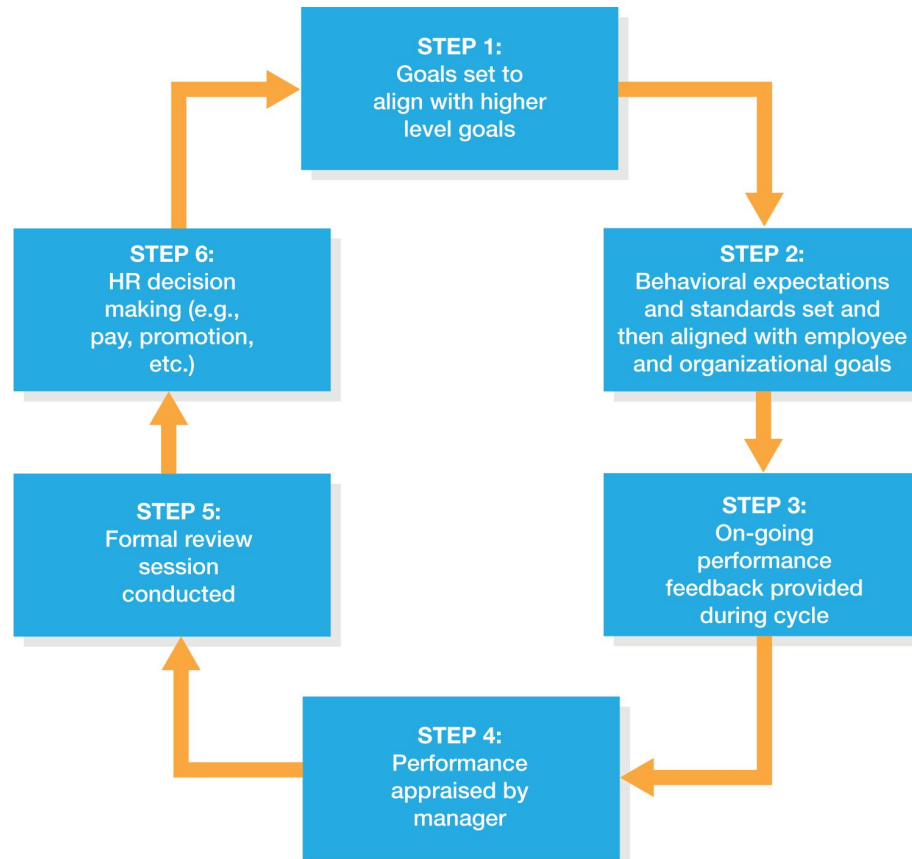 STEP 1:
Goals set to
align with higher
level goals
STEP 2:
Behavioral expectations
and standards set and
then aligned with employee
and organizational goals
STEP 3:
On-going
performance
feedback provided
during cycle
STEP 4:
Performance
appraised by
manager
STEP 5:
Formal review
session
conducted
STEP 6:
HR decision
making (e.g.,
pay, promotion,
etc.)